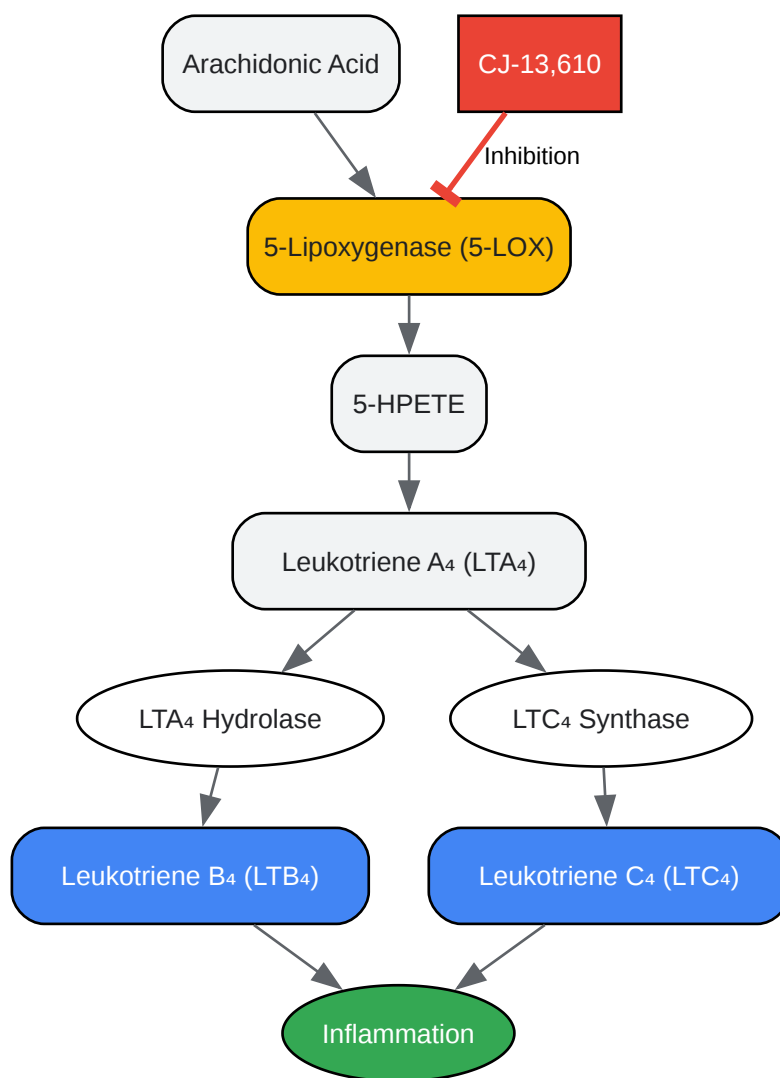 Arachidonic Acid
CJ-13,610
Inhibition
5-Lipoxygenase (5-LOX)
5-HPETE
Leukotriene A₄ (LTA₄)
LTA₄ Hydrolase
LTC₄ Synthase
Leukotriene B₄ (LTB₄)
Leukotriene C₄ (LTC₄)
Inflammation